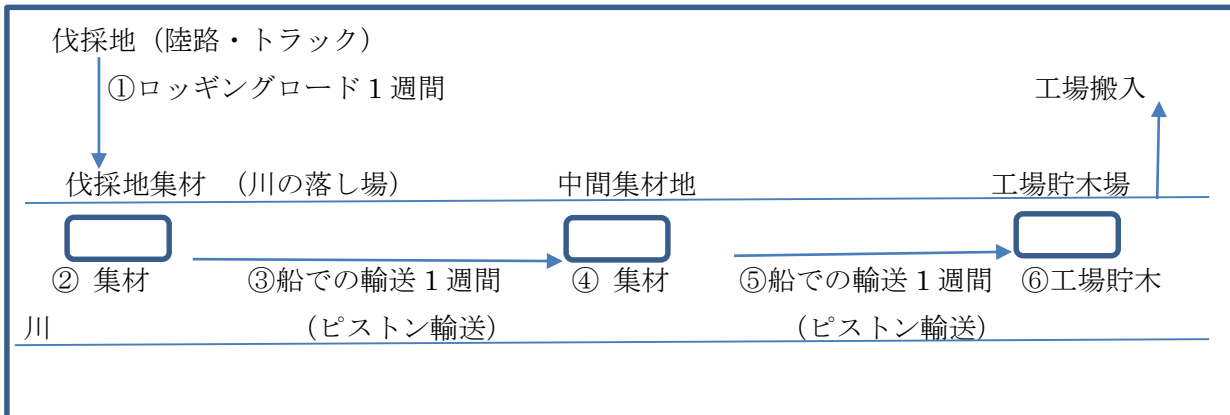 伐採地（陸路・トラック）
①ロッギングロード１週間
工場搬入
伐採地集材　（川の落し場）　中間集材地　工場貯木場
② 集材　③船での輸送１週間　④ 集材　⑤船での輸送１週間　⑥工場貯木
川　（ピストン輸送）　（ピストン輸送）